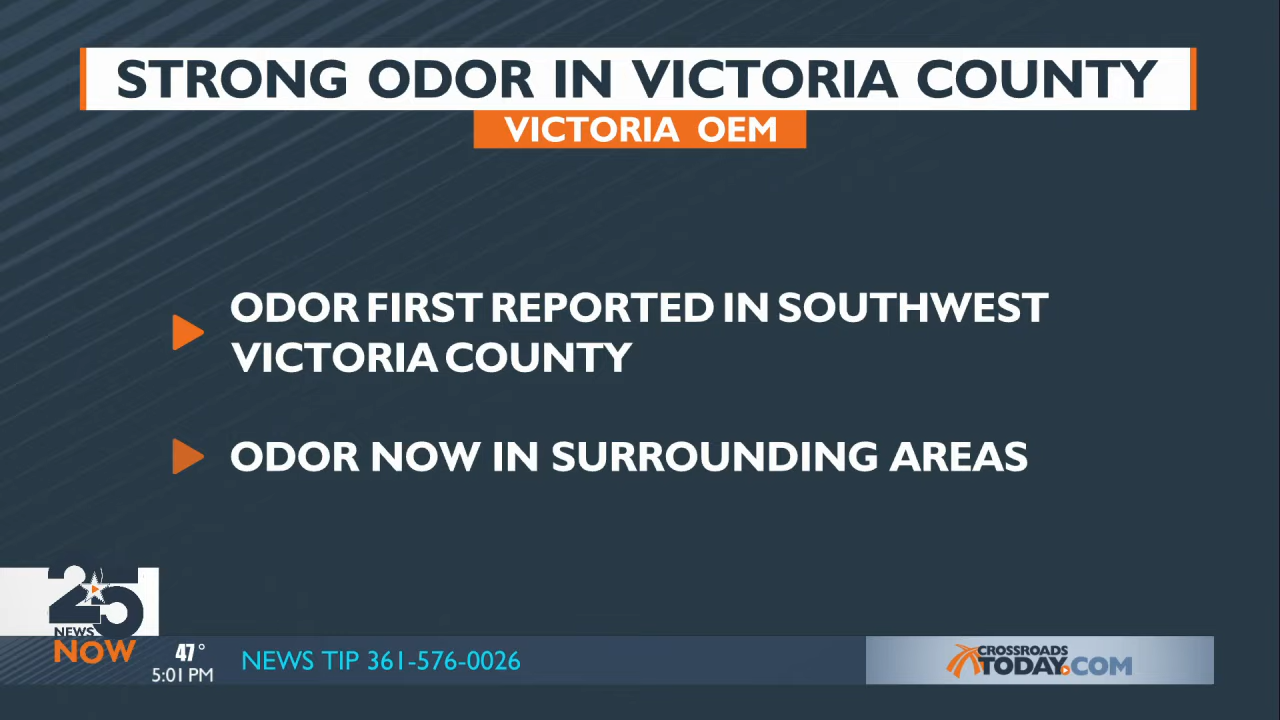 STRONG ODOR IN VICTORIA COUNTY
VICTORIA OEM
ODOR FIRST REPORTED IN SOUTHWEST
VICTORIA COUNTY
ODOR NOW IN SURROUNDING AREAS
25
NEWS
NOW
47°
5:01 PM
NEWS TIP 361-576-0026
CROSSROADS
TODAY.COM